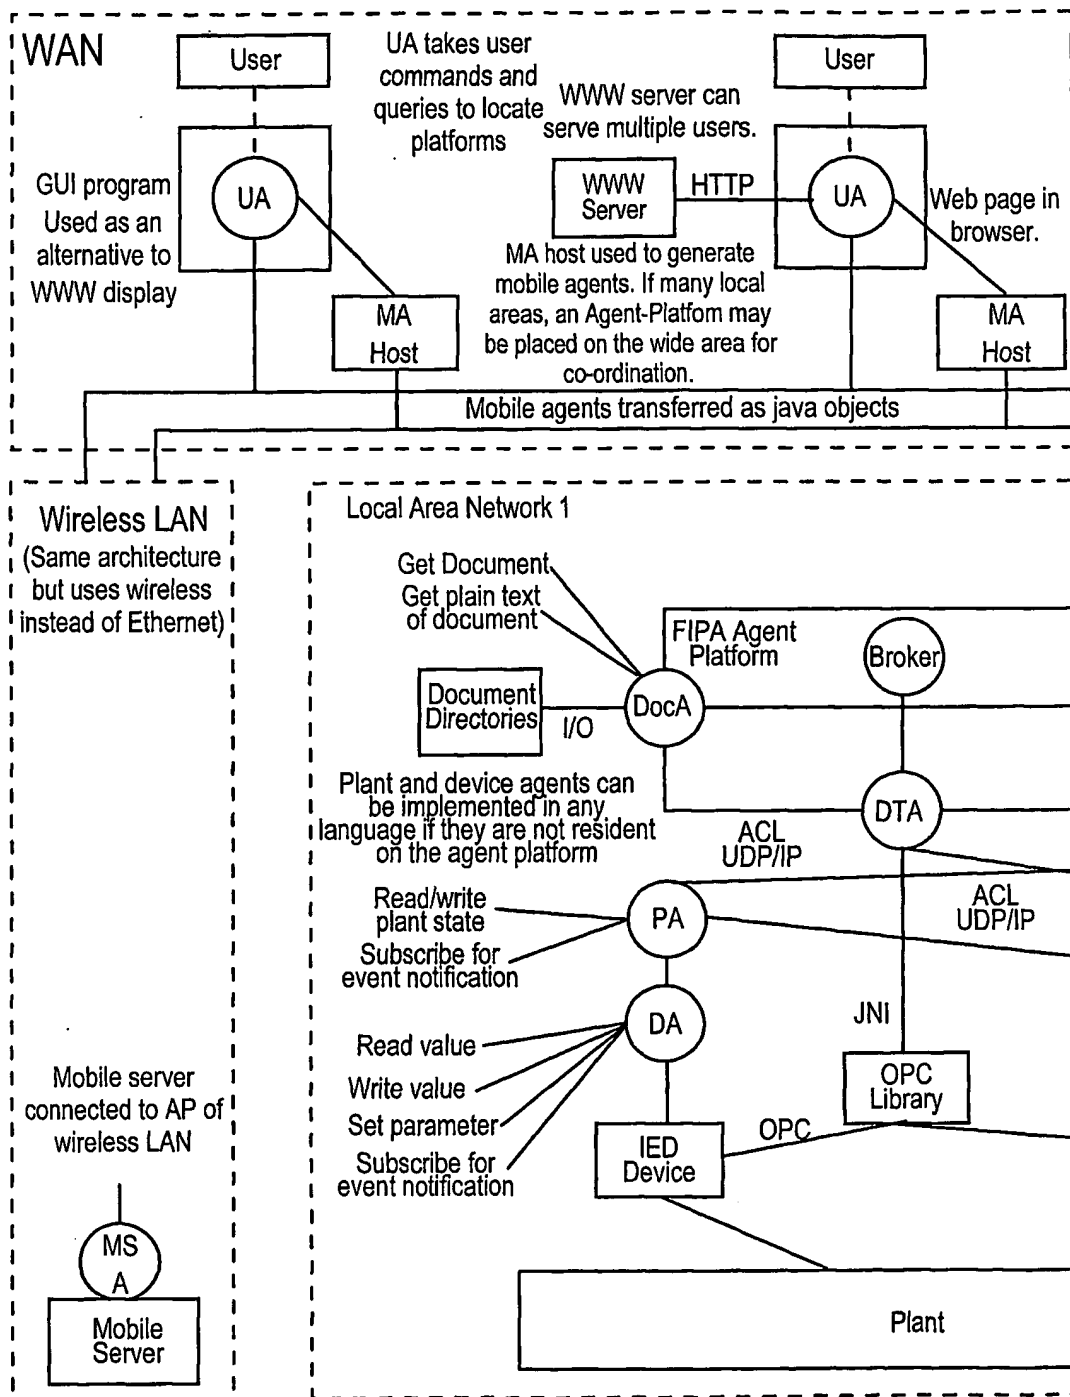 WAN
User
UA takes user
commands and
queries to locate
platforms
WWW server can
serve multiple users.
User
GUI program
Used as an
alternative to
WWW display
UA
WWW
Server
HTTP
UA
Web page in
browser.
MA
Host
MA host used to generate
mobile agents. If many local
areas, an Agent-Platfom may
be placed on the wide area for
co-ordination.
MA
Host
Mobile agents transferred as java objects
Wireless LAN
(Same architecture
but uses wireless
instead of Ethernet)
Local Area Network 1
Get Document
Get plain text
of document
FIPA Agent
Platform
Broker
Document
Directories
I/O
DocA
Plant and device agents can
be implemented in any
language if they are not resident
on the agent platform
DTA
ACL
UDP/IP
Read/write
plant state
Subscribe for
event notification
PA
ACL
UDP/IP
DA
JNI
Read value
Write value
Set parameter
Subscribe for
event notification
OPC
Library
OPC
IED
Device
Mobile server
connected to AP of
wireless LAN
MS
A
Mobile
Server
Plant